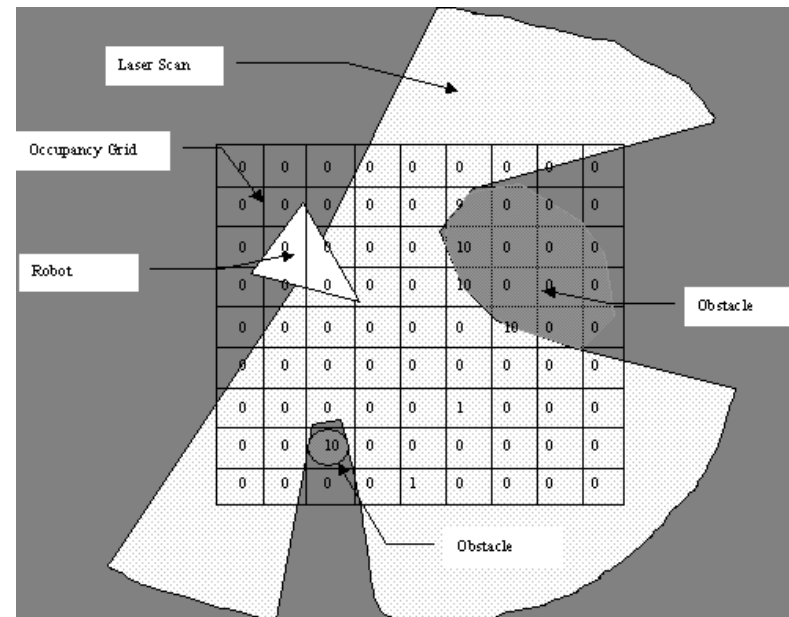 Laser Scan
Occupancy Grid
0 0 0 0 0 0 0 0 0
0 0 0 0 0 9 0 0 0
0 0 0 0 0 10 0 0 0
Robot
0 0 0 0 0 10 0 0 0
Obstacle
0 0 0 0 0 0 10 0 0
0 0 0 0 0 0 0 0 0
0 0 0 0 0 1 0 0 0
0 0 10 0 0 0 0 0 0
0 0 0 0 1 0 0 0 0
Obstacle